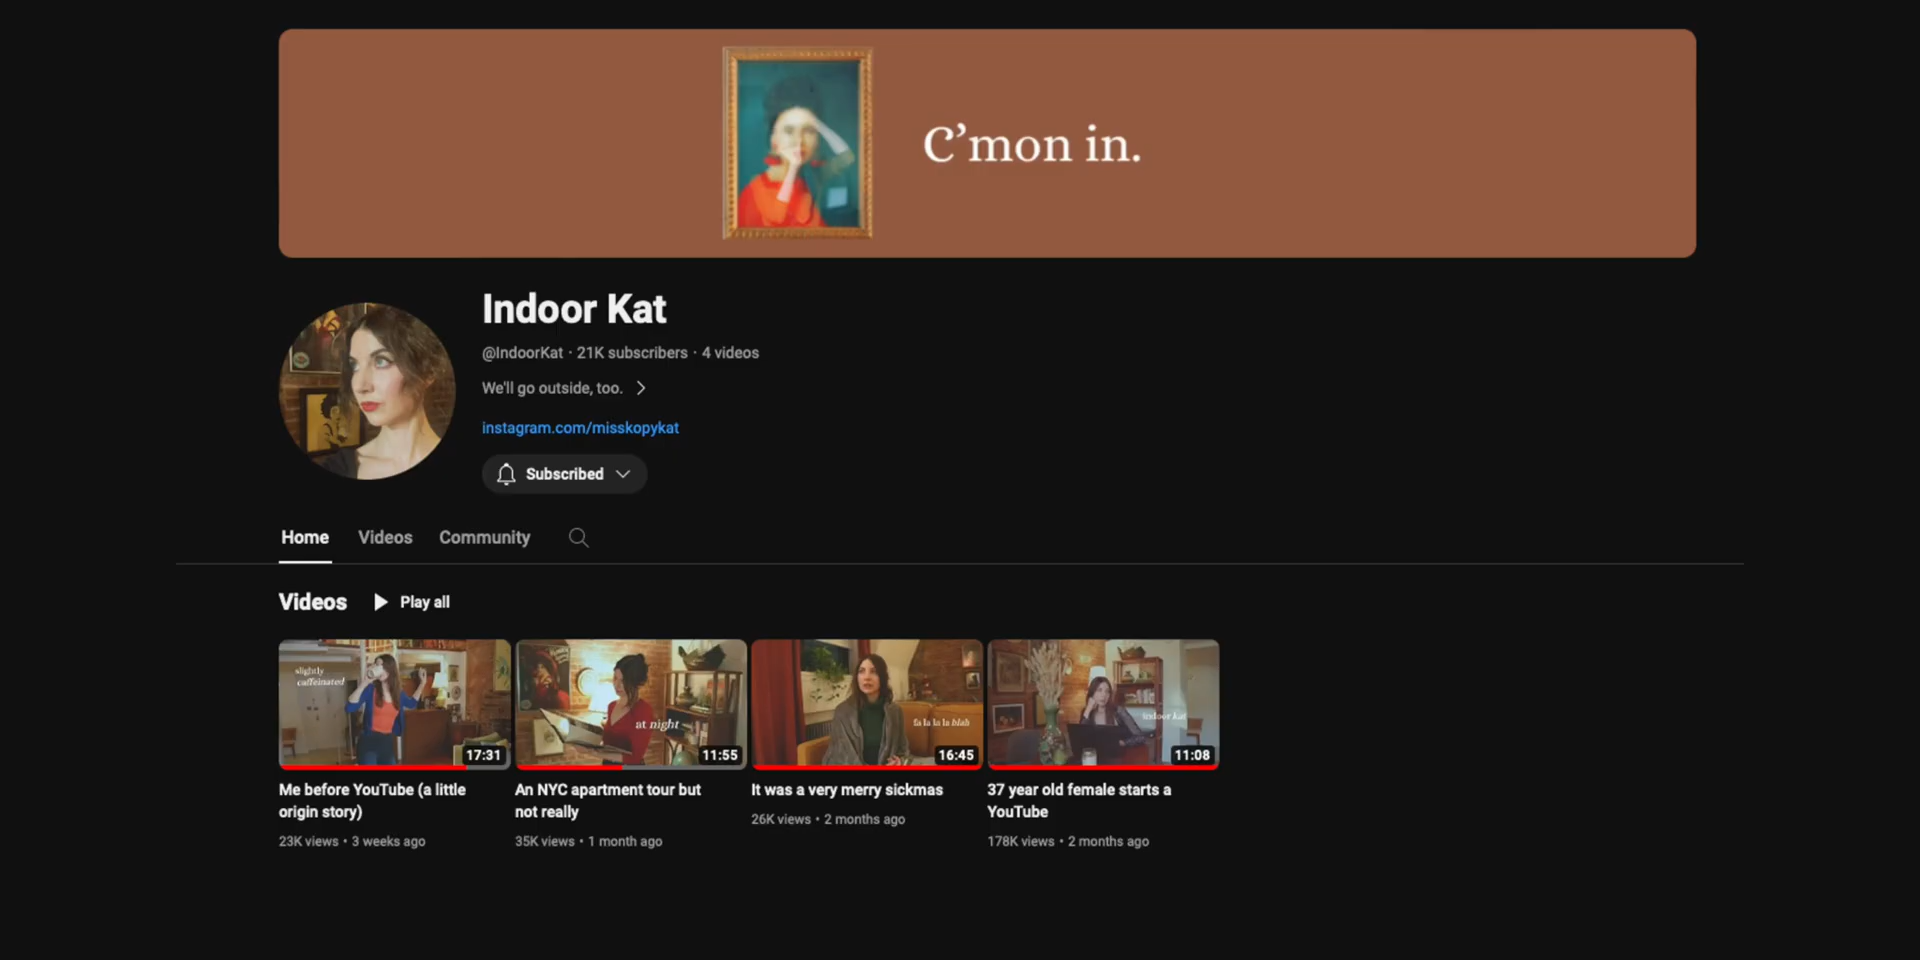 C’mon in.
Indoor Kat
@IndoorKat · 21K subscribers · 4 videos
We'll go outside, too.
instagram.com/misskopykat
Subscribed
Home Videos Community
Videos Play all
slightly
caffeinated
17:31
Me before YouTube (a little
origin story)
23K views • 3 weeks ago
at night
11:55
An NYC apartment tour but
not really
35K views • 1 month ago
fa la la la blah
16:45
It was a very merry sickmas
26K views • 2 months ago
indoor kat
11:08
37 year old female starts a
YouTube
178K views • 2 months ago